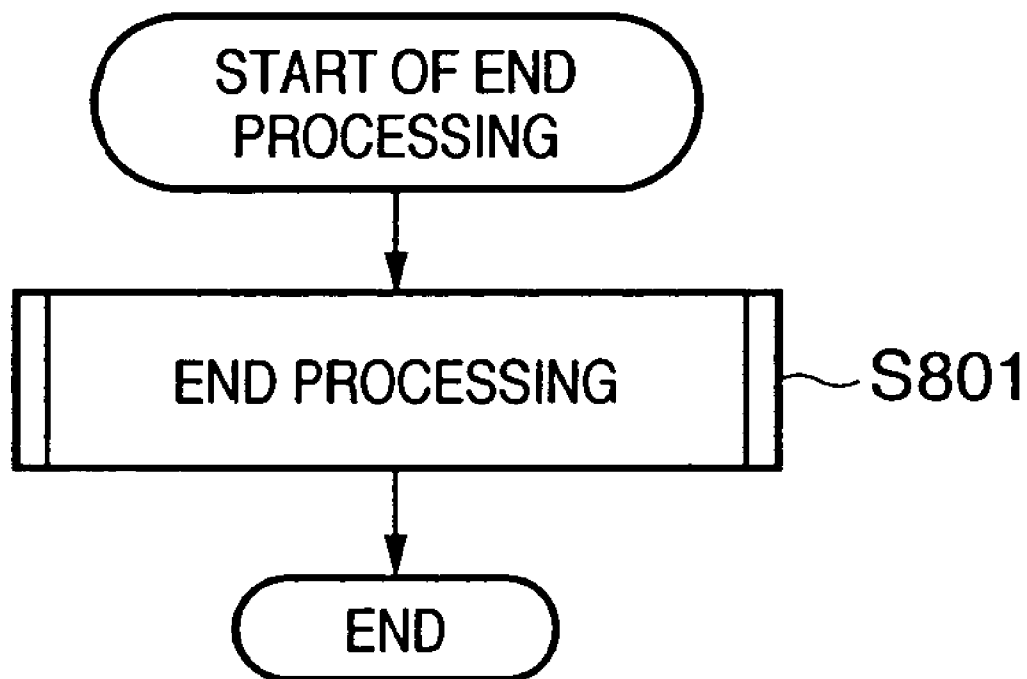 START OF END
PROCESSING
END PROCESSING
S801
END